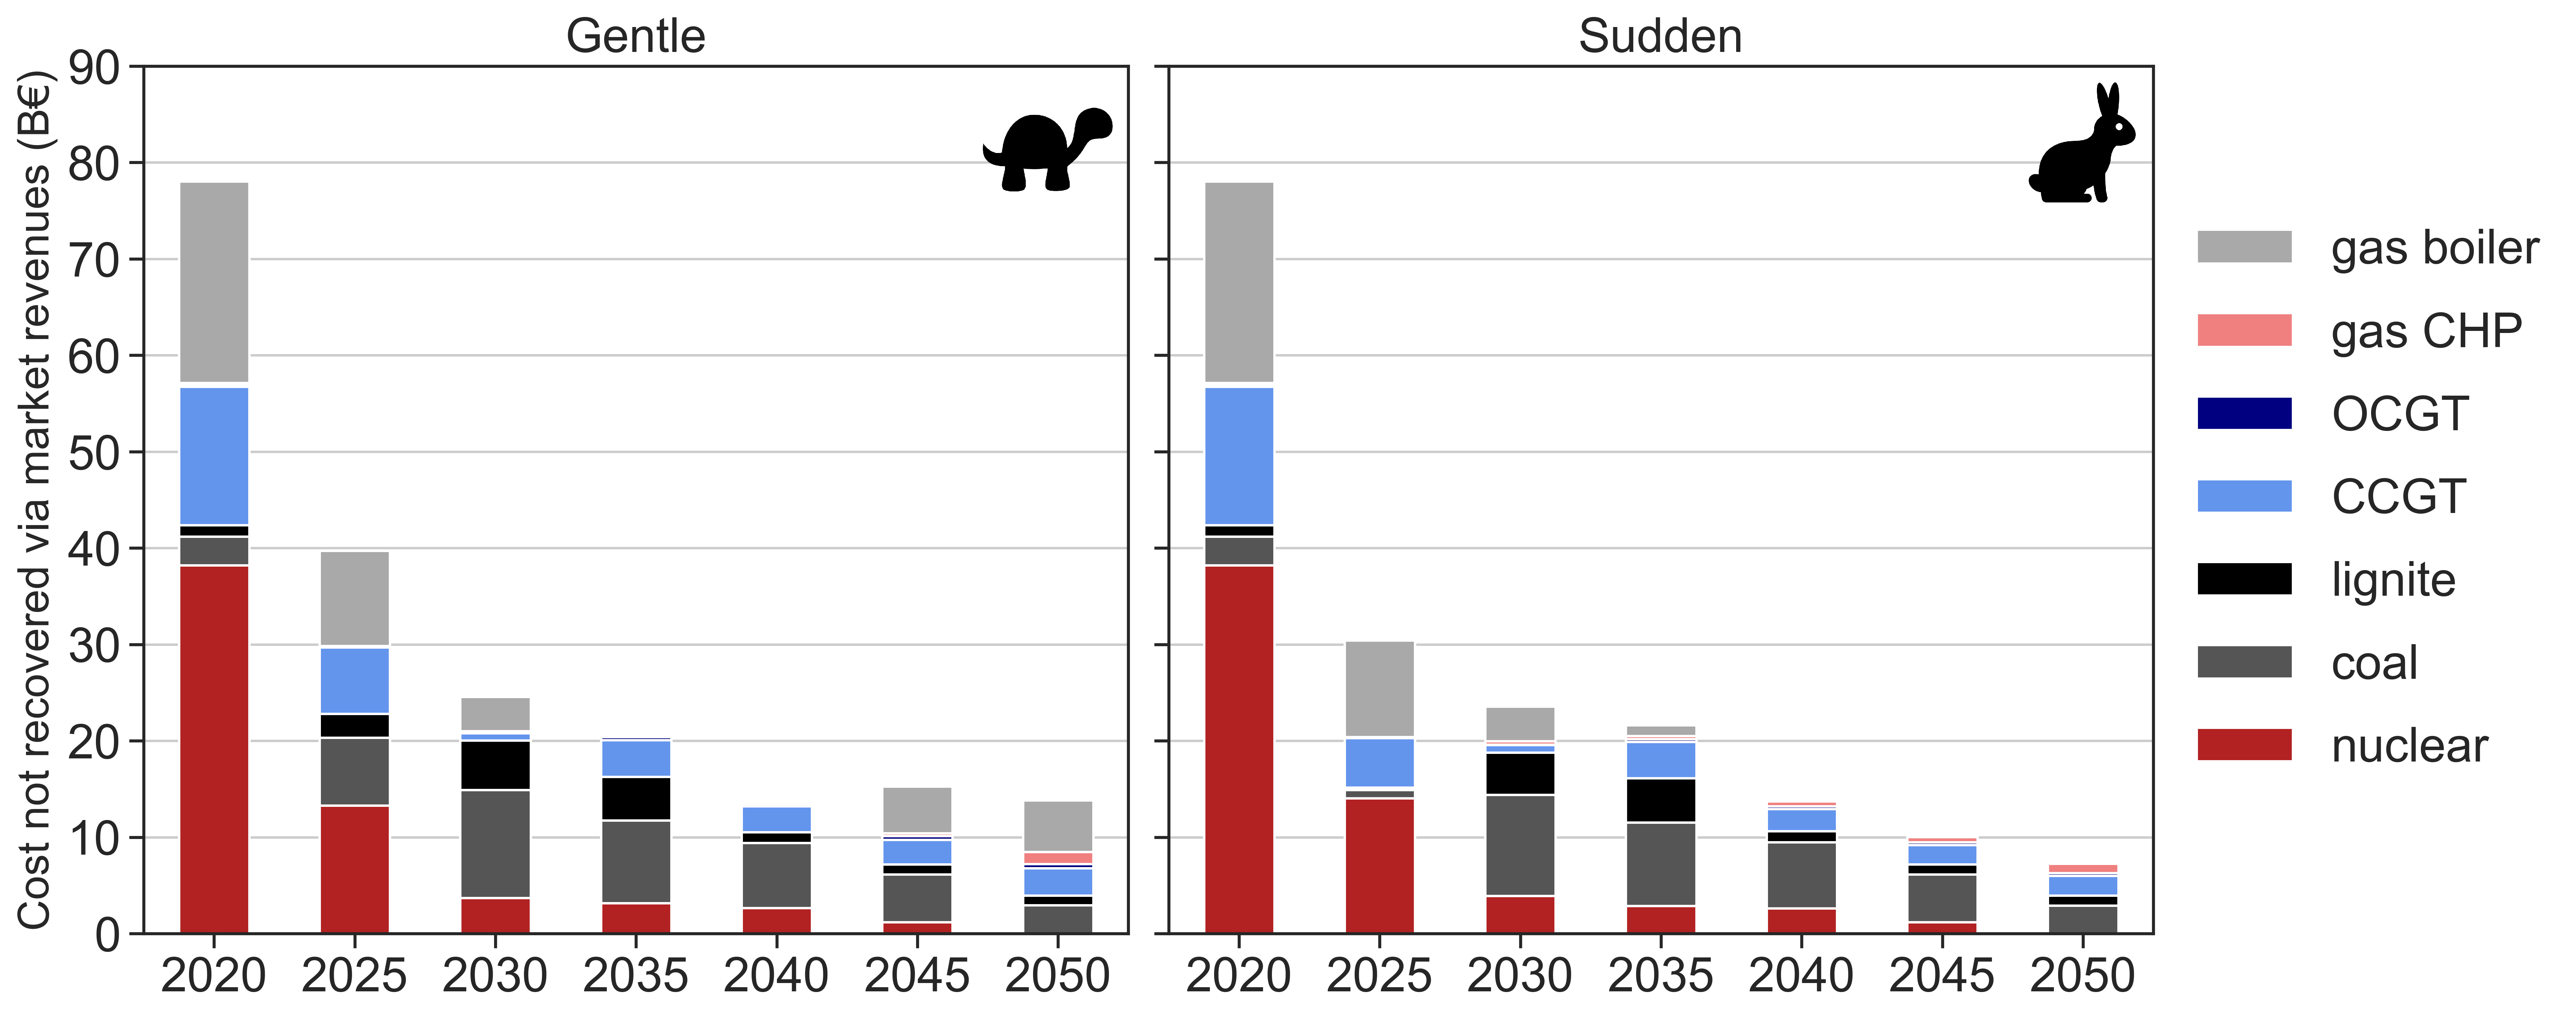 Gentle
Sudden
Cost not recovered via market revenues (B€)
90
80
70
60
50
40
30
20
10
0
2020 2025 2030 2035 2040 2045 2050
2020 2025 2030 2035 2040 2045 2050
gas boiler
gas CHP
OCGT
CCGT
lignite
coal
nuclear